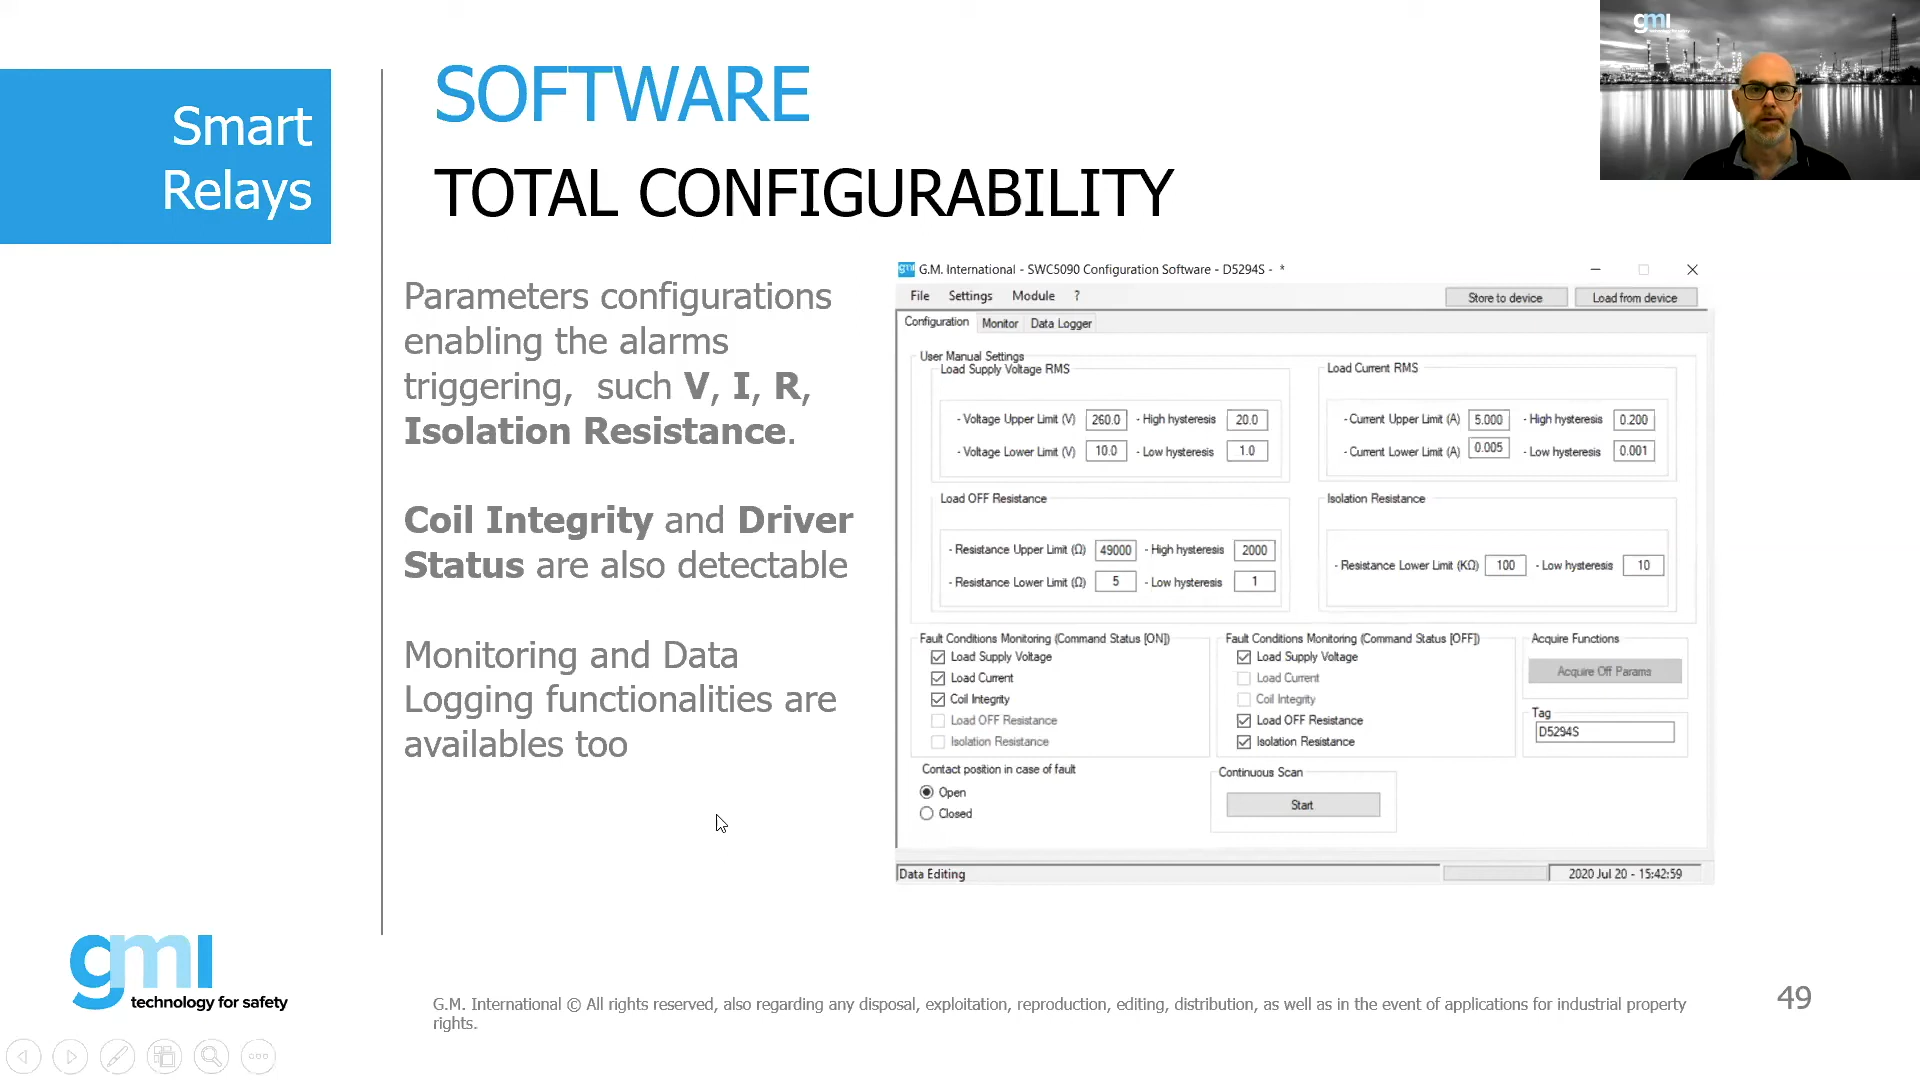 gmi
Smart
Relays
SOFTWARE
TOTAL CONFIGURABILITY
Parameters configurations
enabling the alarms
triggering, such V, I, R,
Isolation Resistance.
Coil Integrity and Driver
Status are also detectable
Monitoring and Data
Logging functionalities are
availables too
gmi G.M. International - SWC5090 Configuration Software - D5294S - *
File Settings Module ?
Store to device Load from device
Configuration Monitor Data Logger
User Manual Settings
Load Supply Voltage RMS
- Voltage Upper Limit (V) 260.0 - High hysteresis 20.0
- Voltage Lower Limit (V) 10.0 - Low hysteresis 1.0
Load Current RMS
- Current Upper Limit (A) 5.000 - High hysteresis 0.200
- Current Lower Limit (A) 0.005 - Low hysteresis 0.001
Load OFF Resistance
- Resistance Upper Limit (Ω) 49000 - High hysteresis 2000
- Resistance Lower Limit (Ω) 5 - Low hysteresis 1
Isolation Resistance
- Resistance Lower Limit (KΩ) 100 - Low hysteresis 10
Fault Conditions Monitoring (Command Status [ON])
Load Supply Voltage
Load Current
Coil Integrity
Load OFF Resistance
Isolation Resistance
Fault Conditions Monitoring (Command Status [OFF])
Load Supply Voltage
Load Current
Coil Integrity
Load OFF Resistance
Isolation Resistance
Acquire Functions
Acquire Off Params
Tag
D5294S
Contact position in case of fault
Open
Closed
Continuous Scan
Start
Data Editing
2020 Jul 20 - 15:42:59
gmi
technology for safety
G.M. International © All rights reserved, also regarding any disposal, exploitation, reproduction, editing, distribution, as well as in the event of applications for industrial property
rights.
49